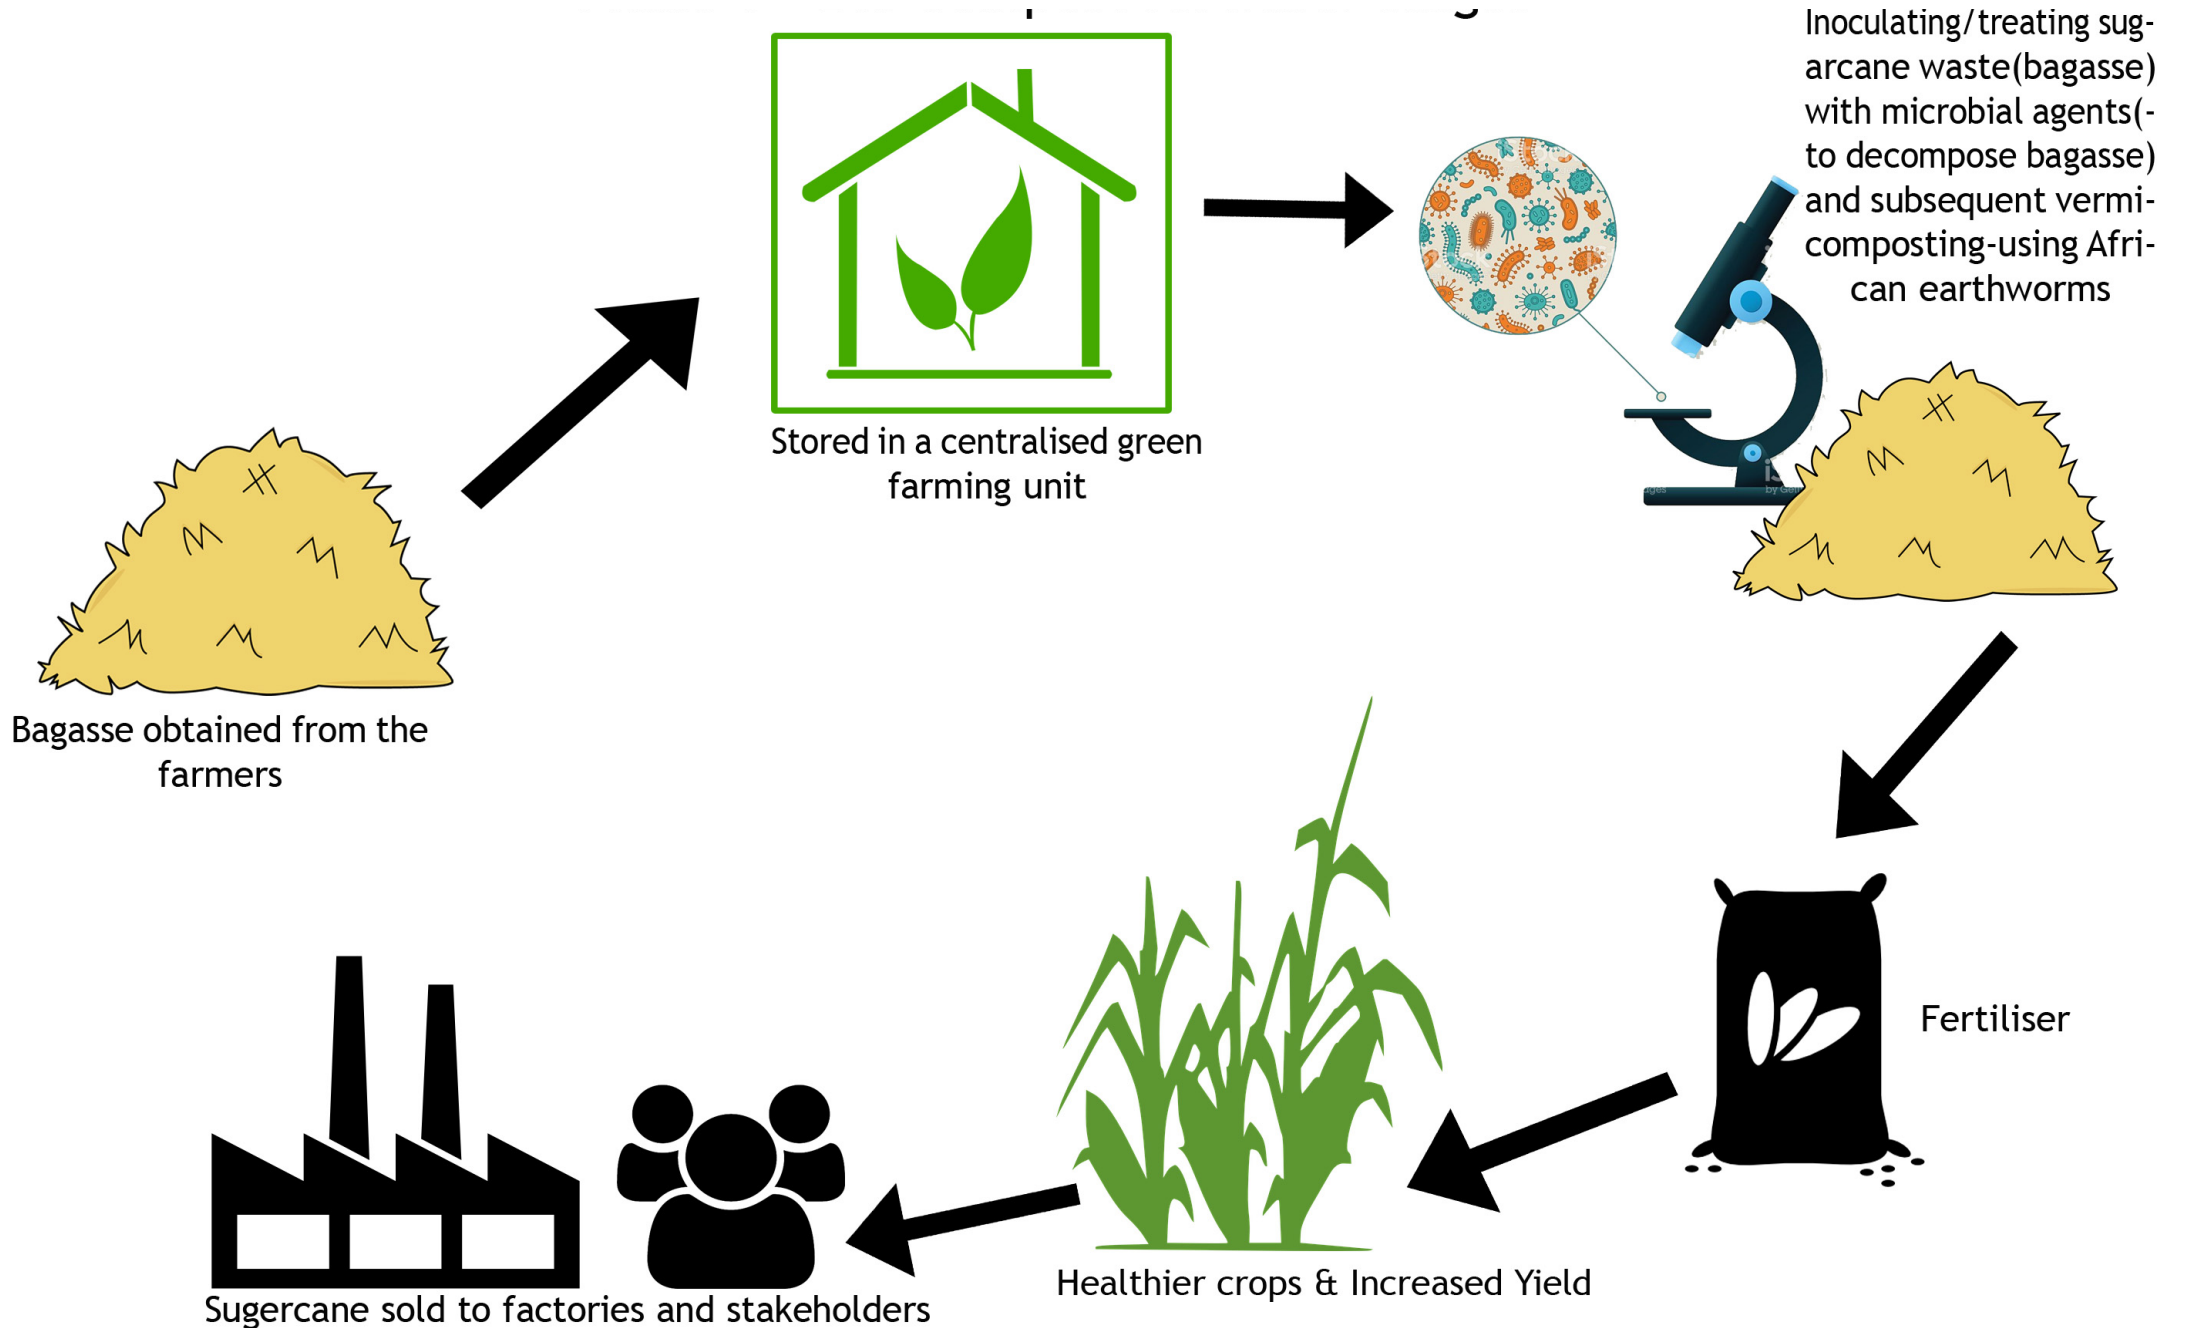 Inoculating/treating sug-
arcane waste(bagasse)
with microbial agents(-
to decompose bagasse)
and subsequent vermi-
composting-using Afri-
can earthworms
Stored in a centralised green
farming unit
Bagasse obtained from the
farmers
Fertiliser
Healthier crops & Increased Yield
Sugercane sold to factories and stakeholders